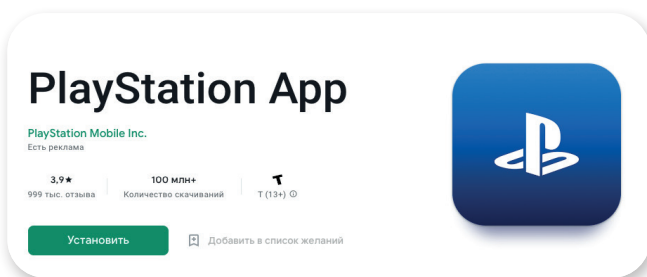 PlayStation App
PlayStation Mobile Inc.
Есть реклама
3,9★ 100 млн+ T
999 тыс. отзыва Количество скачиваний T (13+)
Установить Добавить в список желаний